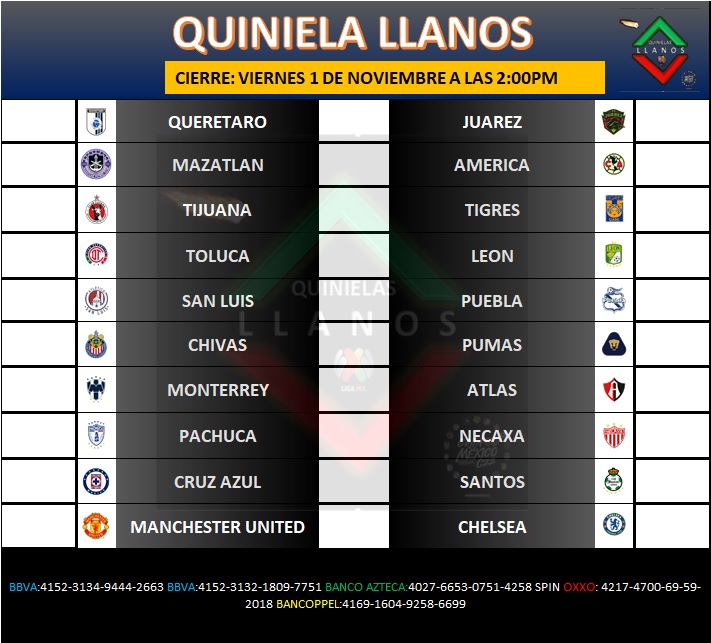 QUINIELA LLANOS
QUINIELAS
LLANOS
CIERRE: VIERNES 1 DE NOVIEMBRE A LAS 2:00PM
QUERETARO JUAREZ
MAZATLAN AMERICA
TIJUANA TIGRES
TOLUCA LEON
SAN LUIS PUEBLA
QUINIELAS
LLANOS
CHIVAS PUMAS
LIGA MX
MONTERREY ATLAS
PACHUCA NECAXA
MEXICO
CRUZ AZUL SANTOS
MANCHESTER UNITED CHELSEA
BBVA:4152-3134-9444-2663 BBVA:4152-3132-1809-7751 BANCO AZTECA:4027-6653-0751-4258 SPIN OXXO: 4217-4700-69-59-
2018 BANCOPPEL:4169-1604-9258-6699